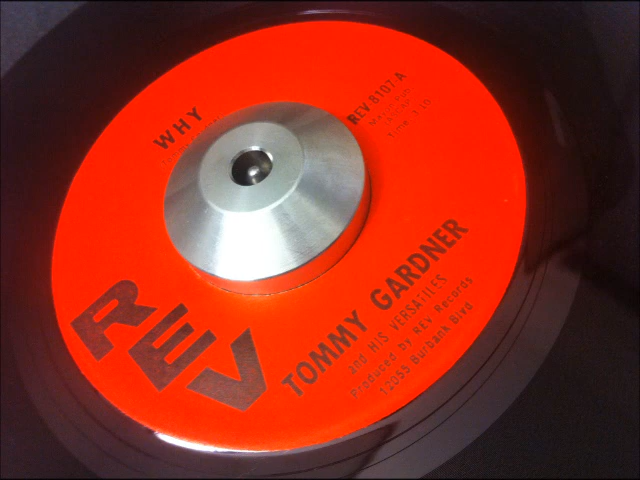 WHY
REV 8107-A
REV
TOMMY GARDNER
and HIS VERSATILES
Produced by REV Records
12055 Burbank Blvd